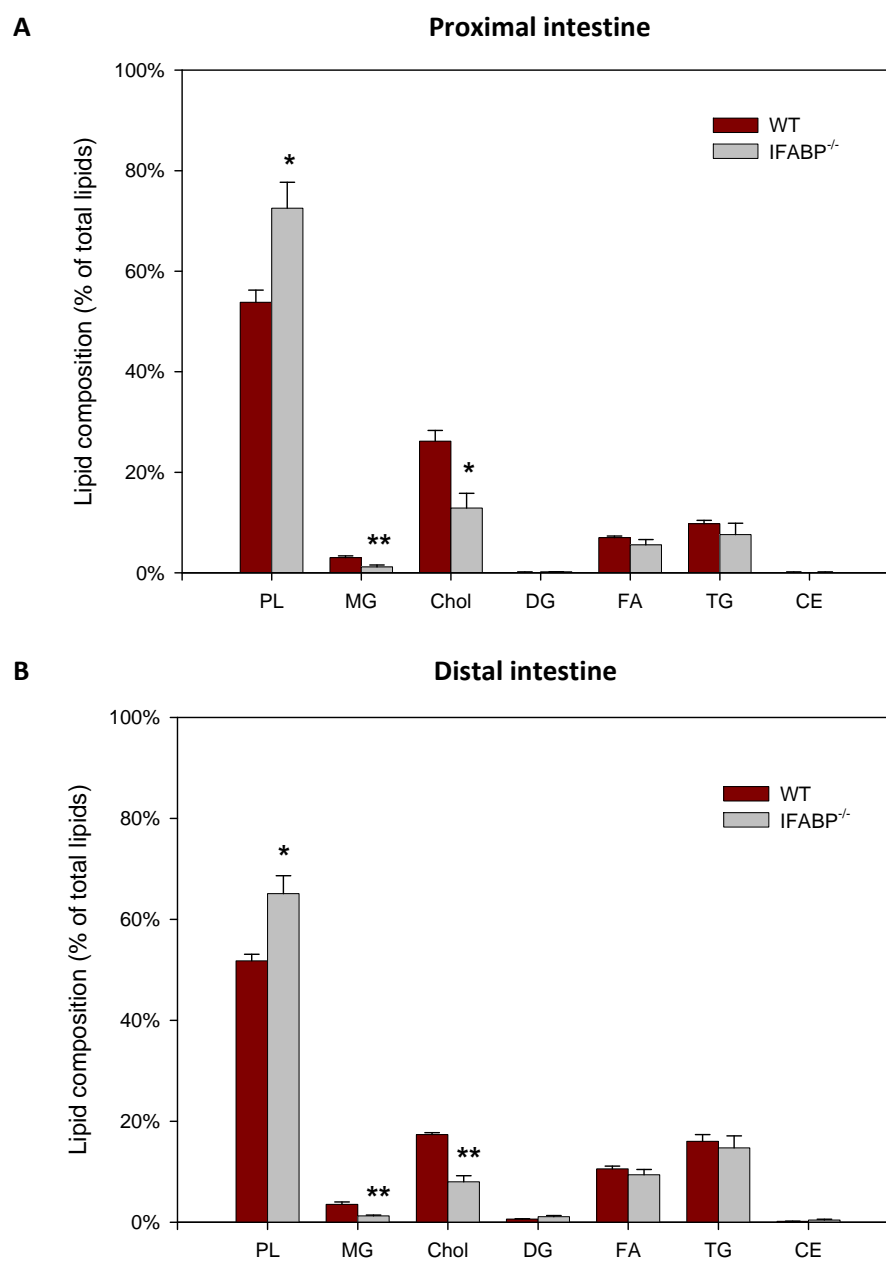 A
Proximal intestine
Lipid composition (% of total lipids)
100%
80%
60%
40%
20%
0%
WT
IFABP-/-
*
**
*
PL MG Chol DG FA TG CE
B
Distal intestine
Lipid composition (% of total lipids)
100%
80%
60%
40%
20%
0%
WT
IFABP-/-
*
**
**
PL MG Chol DG FA TG CE